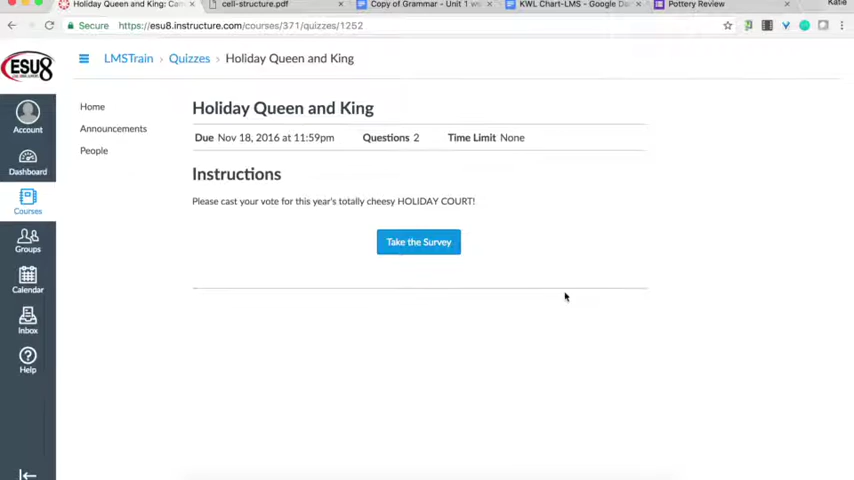 Holiday Queen and King: Can
cell-structure.pdf
Copy of Grammar - Unit 1 w
KWL Chart-LMS - Google Do
Pottery Review
Katie
Secure
https://esu8.instructure.com/courses/371/quizzes/1252
ESU8
LMSTrain > Quizzes > Holiday Queen and King
Account
Dashboard
Courses
Groups
Calendar
Inbox
Help
Home
Announcements
People
Holiday Queen and King
Due Nov 18, 2016 at 11:59pm Questions 2 Time Limit None
Instructions
Please cast your vote for this year's totally cheesy HOLIDAY COURT!
Take the Survey